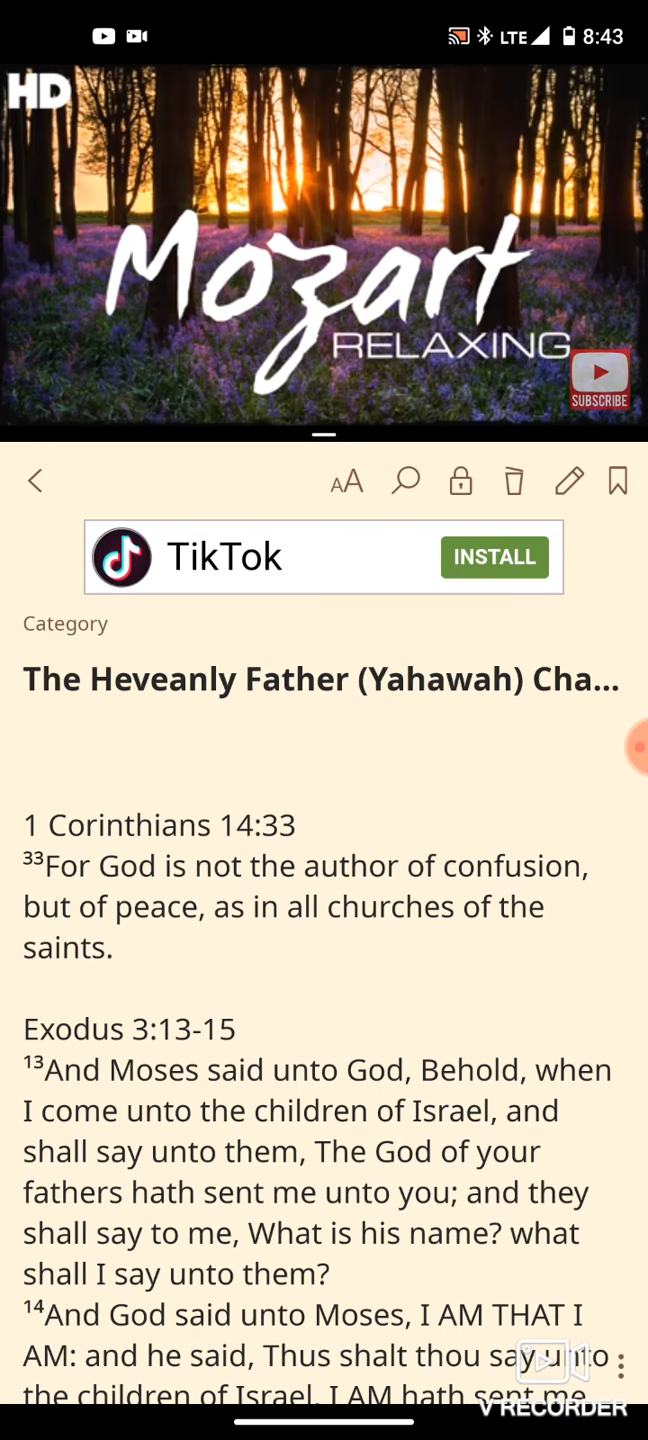 LTE 8:43
HD
Mozart
RELAXING
SUBSCRIBE
AA
TikTok
INSTALL
Category
The Heveanly Father (Yahawah) Cha...
1 Corinthians 14:33
³³For God is not the author of confusion,
but of peace, as in all churches of the
saints.
Exodus 3:13-15
¹³And Moses said unto God, Behold, when
I come unto the children of Israel, and
shall say unto them, The God of your
fathers hath sent me unto you; and they
shall say to me, What is his name? what
shall I say unto them?
¹⁴And God said unto Moses, I AM THAT I
AM: and he said, Thus shalt thou say unto
the children of Israel, I AM hath sent me
V RECORDER